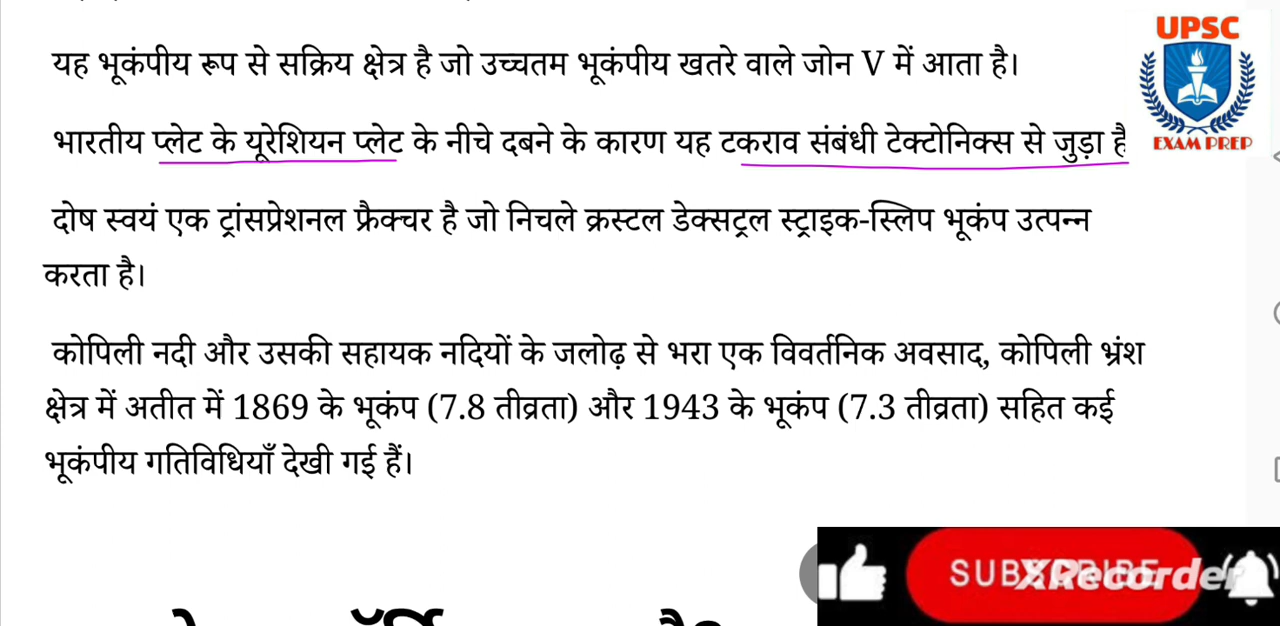 यह भूकंपीय रूप से सक्रिय क्षेत्र है जो उच्चतम भूकंपीय खतरे वाले जोन V में आता है।
भारतीय प्लेट के यूरेशियन प्लेट के नीचे दबने के कारण यह टकराव संबंधी टेक्टोनिक्स से जुड़ा है
दोष स्वयं एक ट्रांसप्रेशनल फ्रैक्चर है जो निचले क्रस्टल डेक्सट्रल स्ट्राइक-स्लिप भूकंप उत्पन्न
करता है।
कोपिली नदी और उसकी सहायक नदियों के जलोढ़ से भरा एक विवर्तनिक अवसाद, कोपिली भ्रंश
क्षेत्र में अतीत में 1869 के भूकंप (7.8 तीव्रता) और 1943 के भूकंप (7.3 तीव्रता) सहित कई
भूकंपीय गतिविधियाँ देखी गई हैं।
UPSC
EXAM PREP
SUBSCRIBE
XRecorder